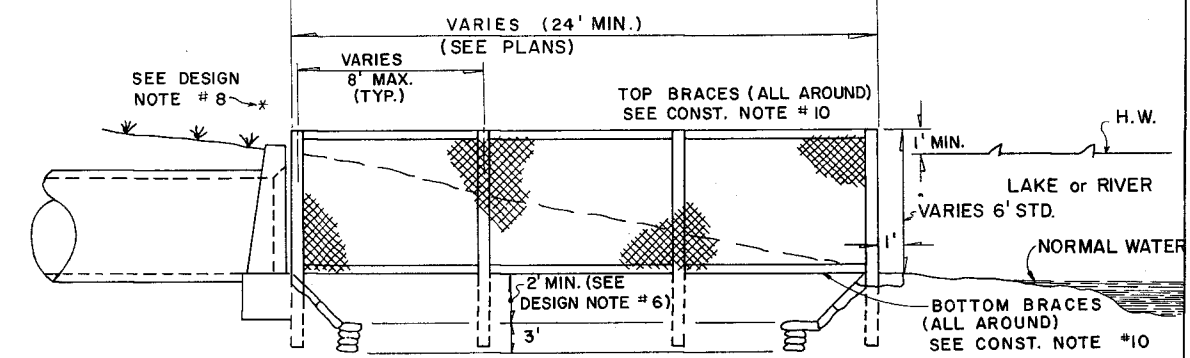 VARIES (24' MIN.)
(SEE PLANS)
VARIES
8' MAX.
(TYP.)
SEE DESIGN
NOTE #8 *
TOP BRACES (ALL AROUND)
SEE CONST. NOTE #10
H.W.
1' MIN.
LAKE or RIVER
VARIES 6' STD.
1'
NORMAL WATER
2' MIN. (SEE
DESIGN NOTE #6)
3'
BOTTOM BRACES
(ALL AROUND)
SEE CONST. NOTE #10